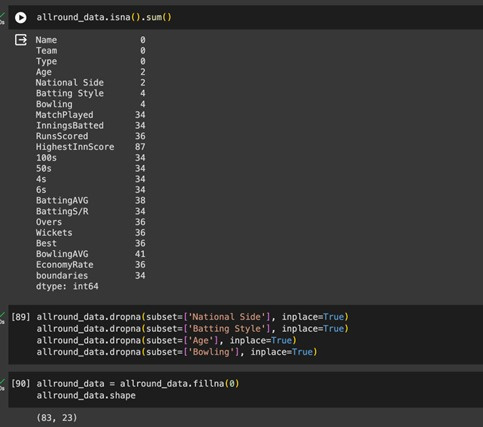 allround_data.isna().sum()
Name 0
Team 0
Type 0
Age 2
National Side 2
Batting Style 4
Bowling 4
MatchPlayed 34
InningsBatted 34
RunsScored 36
HighestInnScore 87
100s 34
50s 34
4s 34
6s 34
BattingAVG 38
BattingS/R 34
Overs 36
Wickets 36
Best 36
BowlingAVG 41
EconomyRate 36
boundaries 34
dtype: int64
[89] allround_data.dropna(subset=['National Side'], inplace=True)
allround_data.dropna(subset=['Batting Style'], inplace=True)
allround_data.dropna(subset=['Age'], inplace=True)
allround_data.dropna(subset=['Bowling'], inplace=True)
[90] allround_data = allround_data.fillna(0)
allround_data.shape
(83, 23)